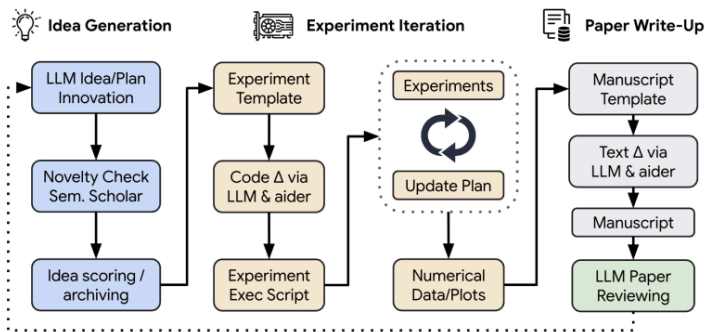 Idea Generation
LLM Idea/Plan
Innovation
Novelty Check
Sem. Scholar
Idea scoring /
archiving
Experiment Iteration
Experiment
Template
Code Δ via
LLM & aider
Experiment
Exec Script
Experiments
Update Plan
Numerical
Data/Plots
Paper Write-Up
Manuscript
Template
Text Δ via
LLM & aider
Manuscript
LLM Paper
Reviewing